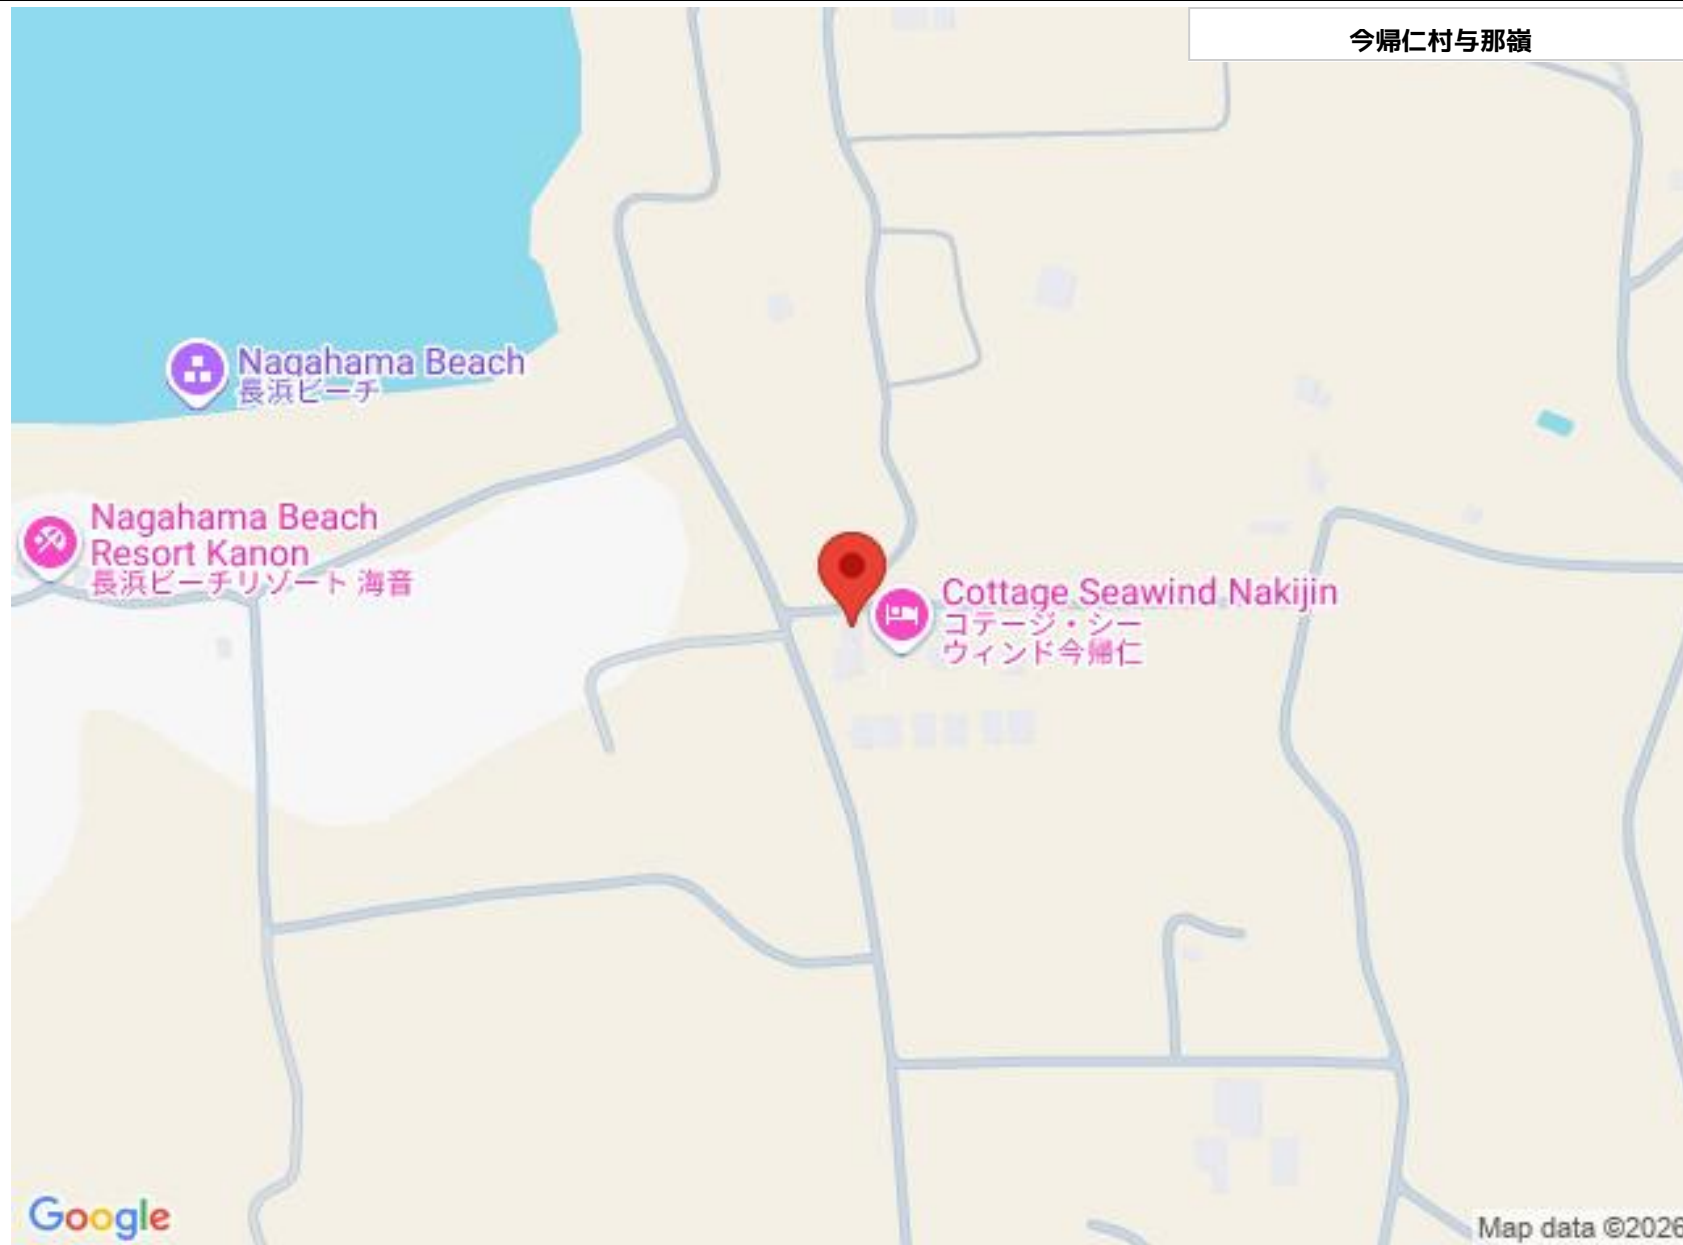 今帰仁村与那嶺
Nagahama Beach
長浜ビーチ
Nagahama Beach
Resort Kanon
長浜ビーチリゾート 海音
Cottage Seawind Nakijin
コテージ・シー
ウィンド今帰仁
Google
Map data ©2026